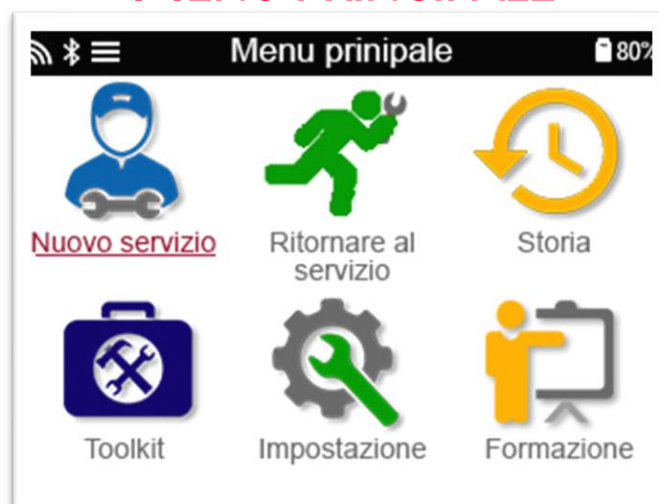 Menu prinipale
80%
Nuovo servizio
Ritornare al
servizio
Storia
Toolkit
Impostazione
Formazione